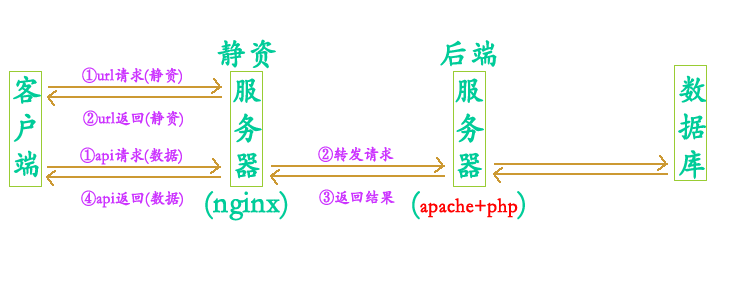 静资
后端
客户端
服务器
服务器
数据库
①url请求(静资)
②url返回(静资)
①api请求(数据)
②转发请求
④api返回(数据)
③返回结果
(nginx)
(apache+php)